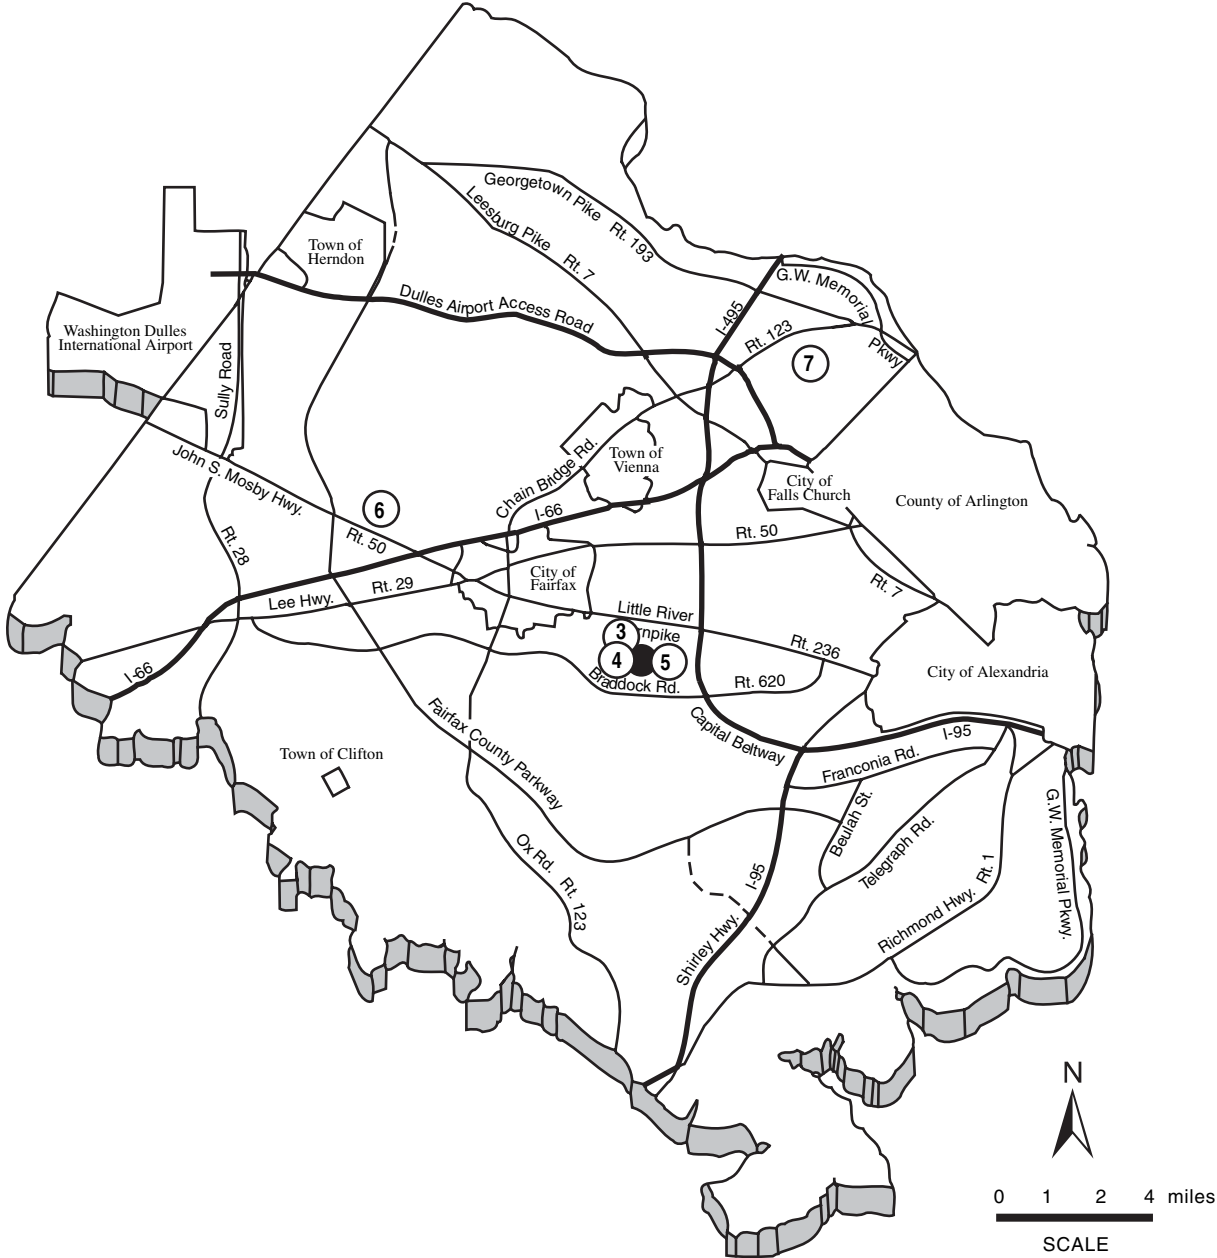 Georgetown Pike Rt. 193
Leesburg Pike Rt. 7
Town of
Herndon
G.W. Memorial
Pkwy
Dulles Airport Access Road
I-495
Rt. 123
Washington Dulles
International Airport
Sully Road
7
Chain Bridge Rd.
Town of
Vienna
John S. Mosby Hwy.
Rt. 50
City of
Falls Church
County of Arlington
6
I-66
Rt. 50
Rt. 28
City of
Fairfax
Rt. 7
Lee Hwy.
Rt. 29
Little River
rnpike
3
4
5
Rt. 236
City of Alexandria
I-66
Braddock Rd.
Rt. 620
Capital Beltway
I-95
Fairfax County Parkway
Town of Clifton
Franconia Rd.
Beulah St.
Telegraph Rd.
G.W. Memorial Pkwy.
Ox Rd. Rt. 123
I-95
Shirley Hwy.
Richmond Hwy.
Rt. 1
N
0 1 2 4 miles
SCALE